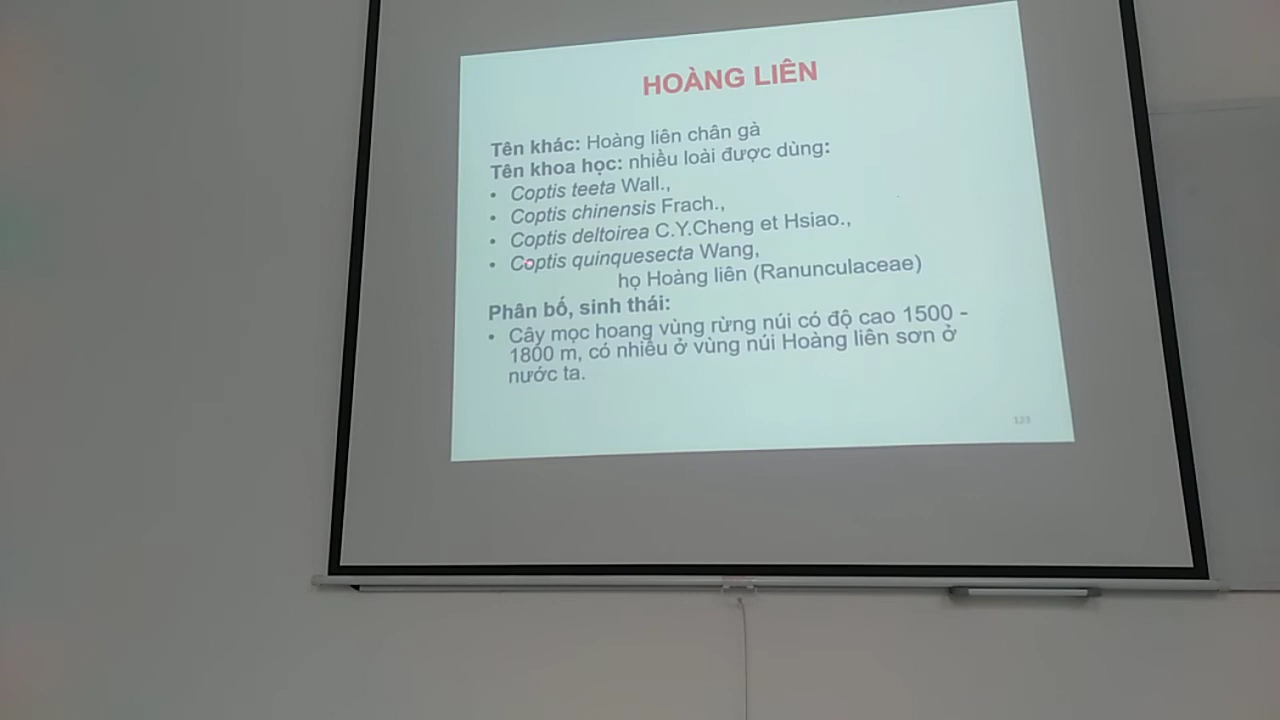 HOÀNG LIÊN
Tên khác: Hoàng liên chân gà
Tên khoa học: nhiều loài được dùng:
• Coptis teeta Wall.,
• Coptis chinensis Frach.,
• Coptis deltoirea C.Y.Cheng et Hsiao.,
• Coptis quinquesecta Wang,
họ Hoàng liên (Ranunculaceae)
Phân bố, sinh thái:
• Cây mọc hoang vùng rừng núi có độ cao 1500 -
1800 m, có nhiều ở vùng núi Hoàng liên sơn ở
nước ta.
123